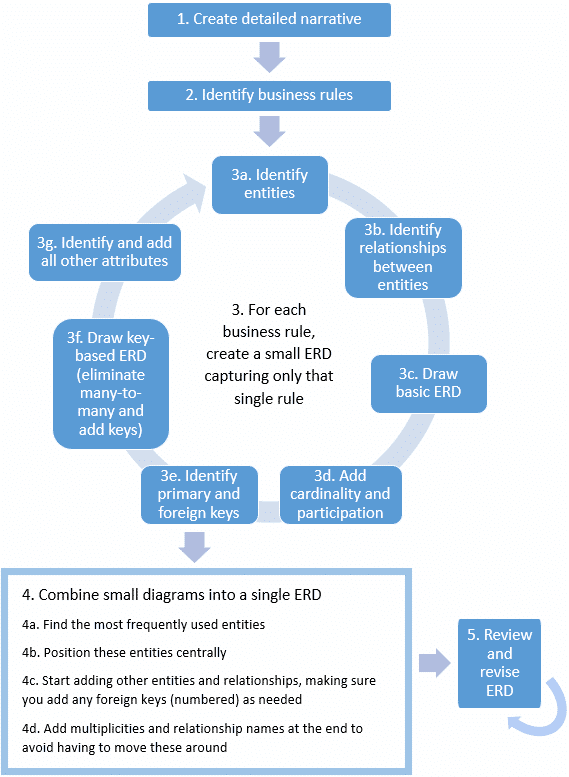 1. Create detailed narrative
2. Identify business rules
3a. Identify
entities
3b. Identify
relationships
between
entities
3c. Draw
basic ERD
3d. Add
cardinality and
participation
3e. Identify
primary and
foreign keys
3f. Draw key-
based ERD
(eliminate
many-to-
many and
add keys)
3g. Identify and add
all other attributes
3. For each
business rule,
create a small ERD
capturing only that
single rule
4. Combine small diagrams into a single ERD
4a. Find the most frequently used entities
4b. Position these entities centrally
4c. Start adding other entities and relationships, making sure
you add any foreign keys (numbered) as needed
4d. Add multiplicities and relationship names at the end to
avoid having to move these around
5. Review
and
revise
ERD